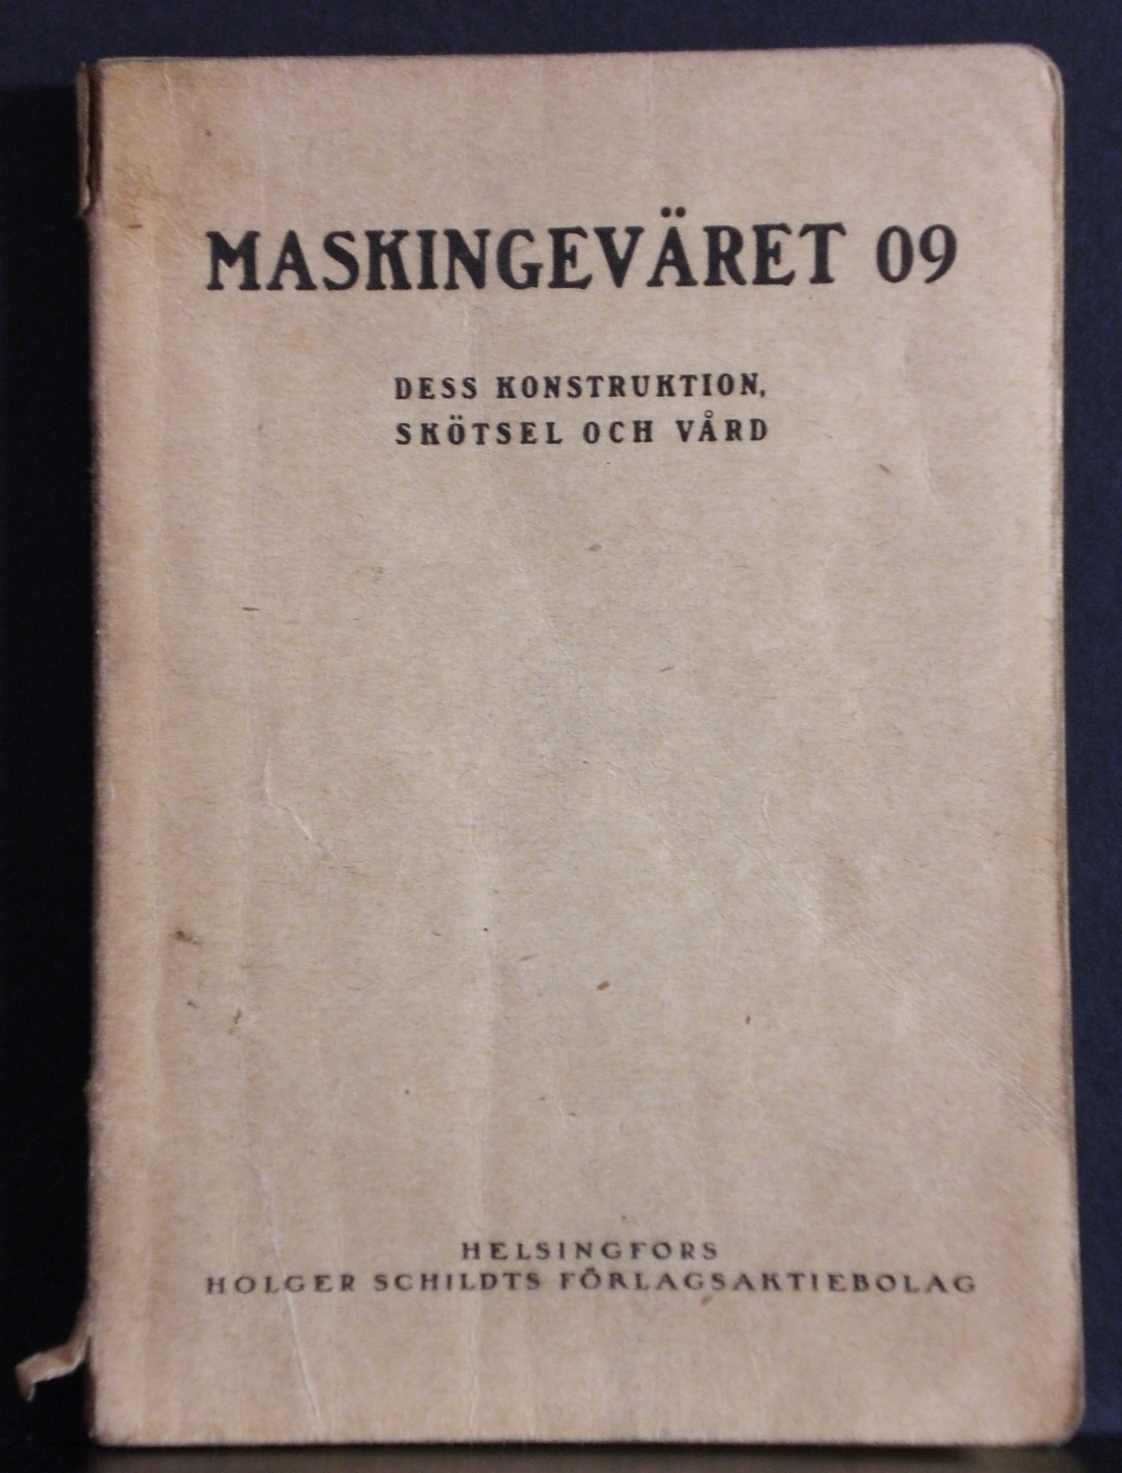 MASKINGEVÄRET 09
DESS KONSTRUKTION,
SKÖTSEL OCH VÅRD
HELSINGFORS
HOLGER SCHILDTS FÖRLAGSAKTIEBOLAG